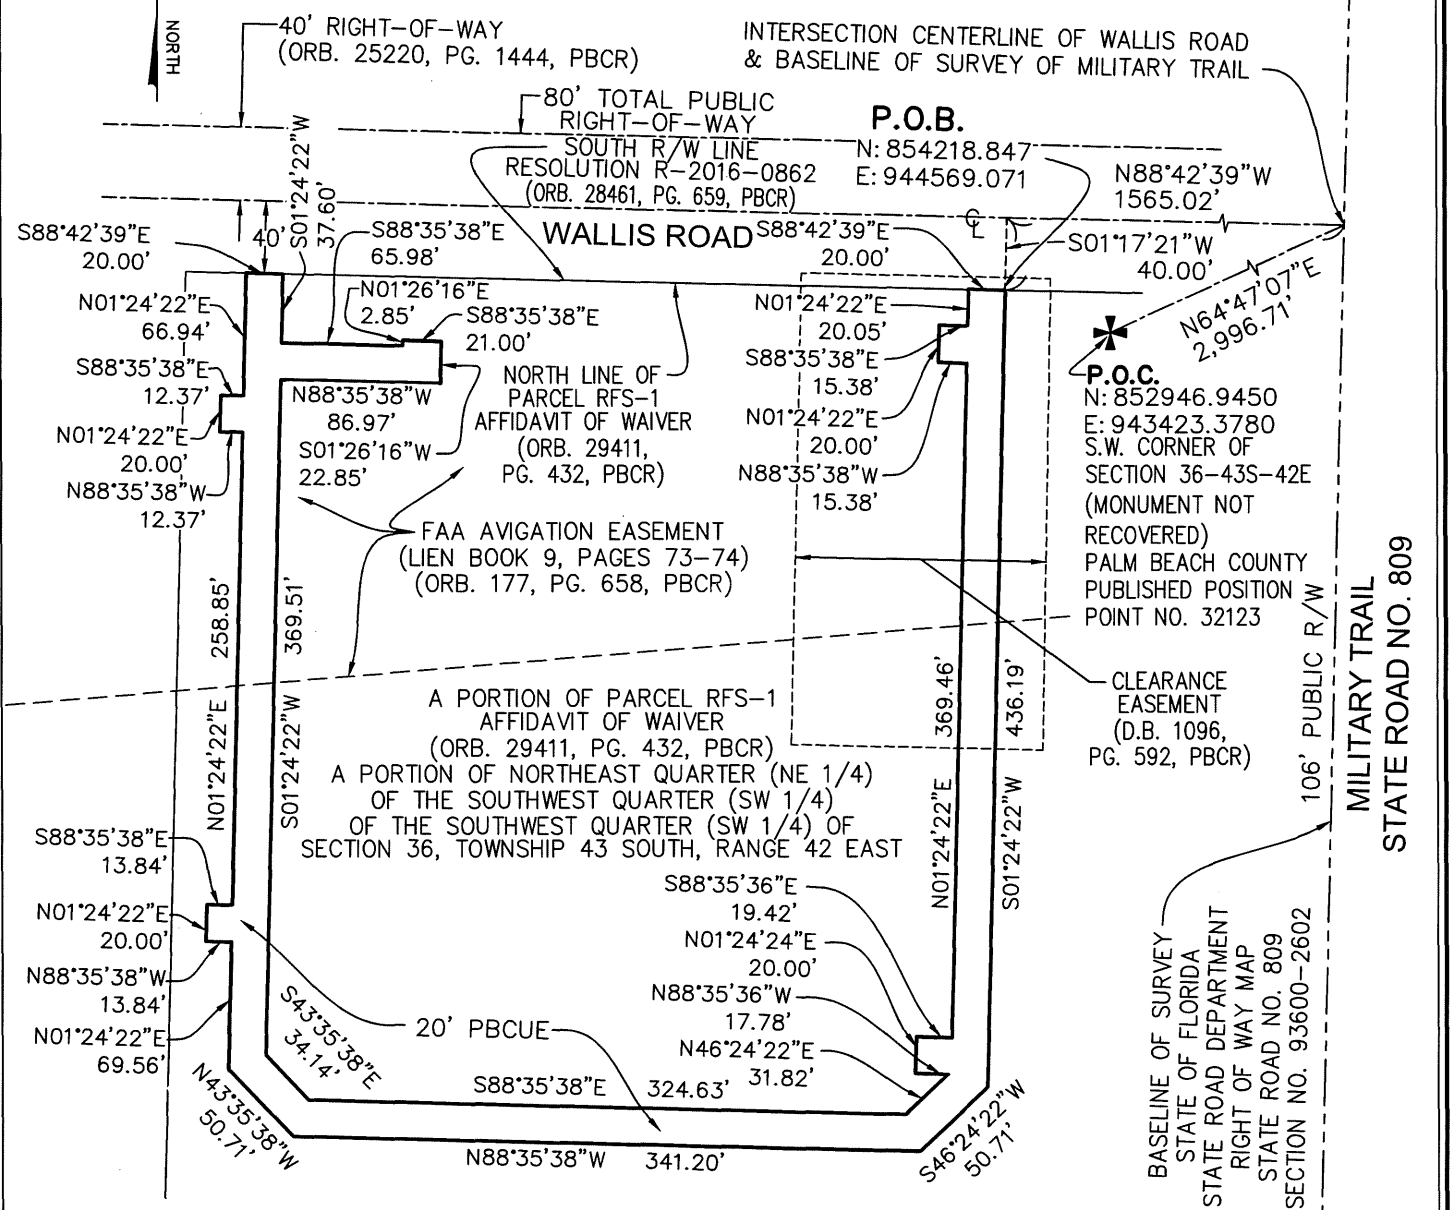 NORTH
40' RIGHT-OF-WAY
(ORB. 25220, PG. 1444, PBCR)
INTERSECTION CENTERLINE OF WALLIS ROAD
& BASELINE OF SURVEY OF MILITARY TRAIL
80' TOTAL PUBLIC
RIGHT-OF-WAY
SOUTH R/W LINE
RESOLUTION R-2016-0862
(ORB. 28461, PG. 659, PBCR)
P.O.B.
N: 854218.847
E: 944569.071
N88°42'39"W
1565.02'
S01°24'22"W
37.60'
40'
S88°42'39"E
20.00'
S88°35'38"E
65.98'
WALLIS ROAD
S88°42'39"E
20.00'
CL
S01°17'21"W
40.00'
N64°47'07"E
2,996.71'
N01°24'22"E
66.94'
N01°26'16"E
2.85'
S88°35'38"E
21.00'
N01°24'22"E
20.05'
S88°35'38"E
15.38'
N01°24'22"E
20.00'
N88°35'38"W
15.38'
S88°35'38"E
12.37'
N01°24'22"E
20.00'
N88°35'38"W
12.37'
N88°35'38"W
86.97'
S01°26'16"W
22.85'
NORTH LINE OF
PARCEL RFS-1
AFFIDAVIT OF WAIVER
(ORB. 29411,
PG. 432, PBCR)
P.O.C.
N: 852946.9450
E: 943423.3780
S.W. CORNER OF
SECTION 36-43S-42E
(MONUMENT NOT
RECOVERED)
PALM BEACH COUNTY
PUBLISHED POSITION
POINT NO. 32123
FAA AVIGATION EASEMENT
(LIEN BOOK 9, PAGES 73-74)
(ORB. 177, PG. 658, PBCR)
N01°24'22"E
258.85'
S01°24'22"W
369.51'
A PORTION OF PARCEL RFS-1
AFFIDAVIT OF WAIVER
(ORB. 29411, PG. 432, PBCR)
A PORTION OF NORTHEAST QUARTER (NE 1/4)
OF THE SOUTHWEST QUARTER (SW 1/4)
OF THE SOUTHWEST QUARTER (SW 1/4) OF
SECTION 36, TOWNSHIP 43 SOUTH, RANGE 42 EAST
N01°24'22"E
369.46'
S01°24'22"W
436.19'
CLEARANCE
EASEMENT
(D.B. 1096,
PG. 592, PBCR)
106' PUBLIC R/W
MILITARY TRAIL
STATE ROAD NO. 809
S88°35'38"E
13.84'
N01°24'22"E
20.00'
N88°35'38"W
13.84'
N01°24'22"E
69.56'
S88°35'36"E
19.42'
N01°24'24"E
20.00'
N88°35'36"W
17.78'
N46°24'22"E
31.82'
20' PBCUE
S43°35'38"E
34.14'
S88°35'38"E 324.63'
N43°35'38"W
50.71'
N88°35'38"W 341.20'
S46°24'22"W
50.71'
BASELINE OF SURVEY
STATE OF FLORIDA
STATE ROAD DEPARTMENT
RIGHT OF WAY MAP
STATE ROAD NO. 809
SECTION NO. 93600-2602